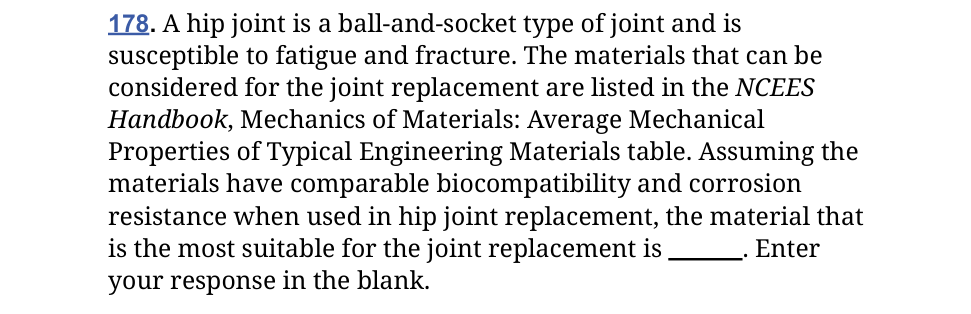 178. A hip joint is a ball-and-socket type of joint and is
susceptible to fatigue and fracture. The materials that can be
considered for the joint replacement are listed in the NCEES
Handbook, Mechanics of Materials: Average Mechanical
Properties of Typical Engineering Materials table. Assuming the
materials have comparable biocompatibility and corrosion
resistance when used in hip joint replacement, the material that
is the most suitable for the joint replacement is ______. Enter
your response in the blank.